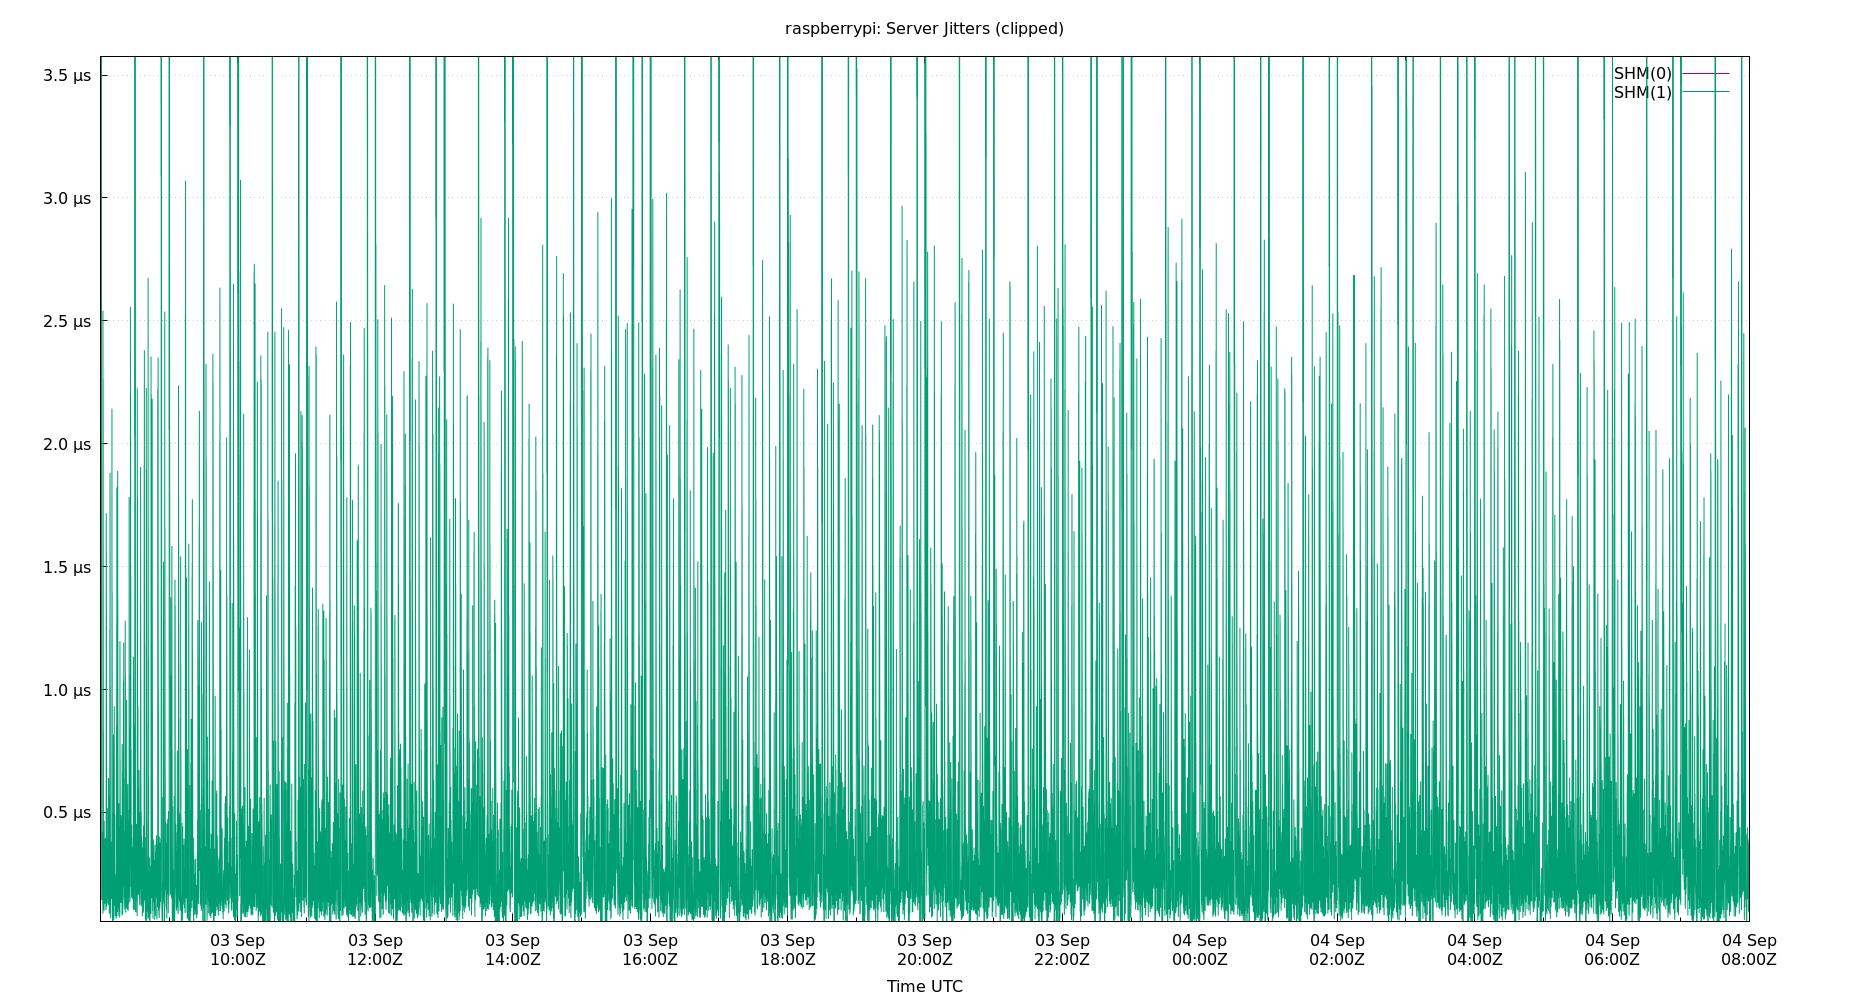 raspberrypi: Server Jitters (clipped)
3.5 µs
3.0 µs
2.5 µs
2.0 µs
1.5 µs
1.0 µs
0.5 µs
SHM(0)
SHM(1)
03 Sep 03 Sep 03 Sep 03 Sep 03 Sep 03 Sep 03 Sep 04 Sep 04 Sep 04 Sep 04 Sep 04 Sep
10:00Z 12:00Z 14:00Z 16:00Z 18:00Z 20:00Z 22:00Z 00:00Z 02:00Z 04:00Z 06:00Z 08:00Z
Time UTC